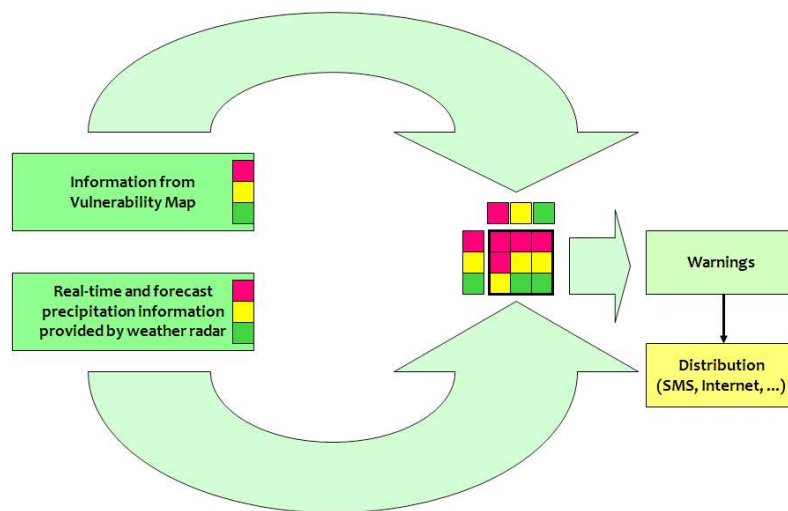 Information from
Vulnerability Map
Real-time and forecast
precipitation information
provided by weather radar
Warnings
Distribution
(SMS, Internet, ...)